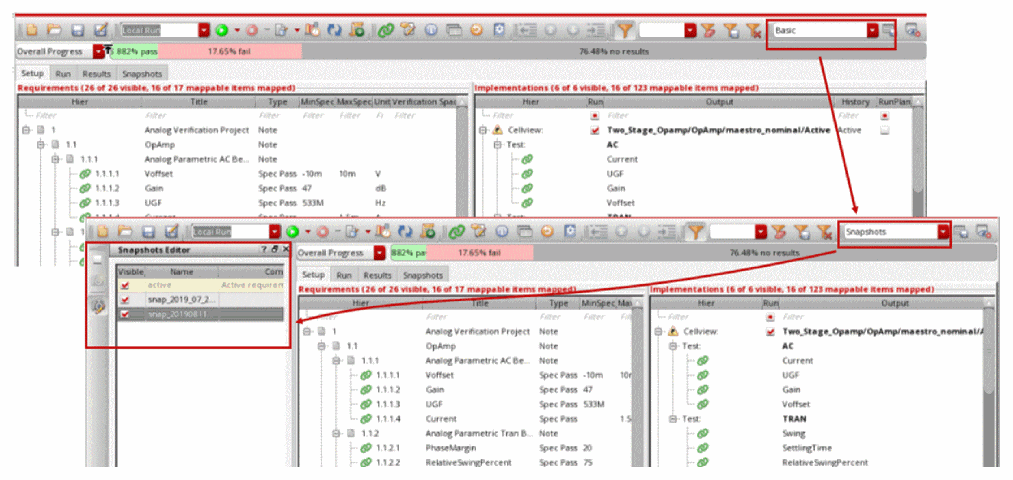 Local Run Basic
Overall Progress 882% pass 17.65% fail 76.48% no results
Setup Run Results Snapshots
Requirements (26 of 26 visible, 16 of 17 mappable items mapped) Implementations (6 of 6 visible, 16 of 123 mappable items mapped)
Hier Title Type MinSpec MaxSpec Unit Verification Spac Hier Run Output History RunPlan
Filter Filter Filter Filter Filter Fi Filter Filter Filter Filter
1 Analog Verification Project Note Cellview: Two_Stage_Opamp/OpAmp/maestro_nominal/Active Active
1.1 OpAmp Note Test: AC
1.1.1 Analog Parametric AC Be... Note Current
1.1.1.1 Voffset Spec Pass -10m 10m V UGF
1.1.1.2 Gain Spec Pass 47 dB Gain
1.1.1.3 UGF Spec Pass 533M Hz Voffset
Local Run Snapshots
Snapshots Editor
Visible Name Com
active Active requirem
snap_2019_07_2...
snap_20190811
Overall Progress 882% pa 17.65% fail 76.48% no results
Setup Run Results Snapshots
Requirements (26 of 26 visible, 16 of 17 mappable items mapped) Implementations (6 of 6 visible, 16 of 123 mappable items mapped)
Hier Title Type MinSpec Max Hier Run Output
Filter Filter Filter Filter Filter
1 Analog Verification Project Note Cellview: Two_Stage_Opamp/OpAmp/maestro_nominal/A
1.1 OpAmp Note Test: AC
1.1.1 Analog Parametric AC Be... Note Current
1.1.1.1 Voffset Spec Pass -10m 10m UGF
1.1.1.2 Gain Spec Pass 47 Gain
1.1.1.3 UGF Spec Pass 533M Voffset
1.1.1.4 Current Spec Pass 1.5 Test: TRAN
1.1.2 Analog Parametric Tran B... Note Swing
1.1.2.1 PhaseMargin Spec Pass 20 SettlingTime
1.1.2.2 RelativeSwingPercent Spec Pass 75 RelativeSwingPercent